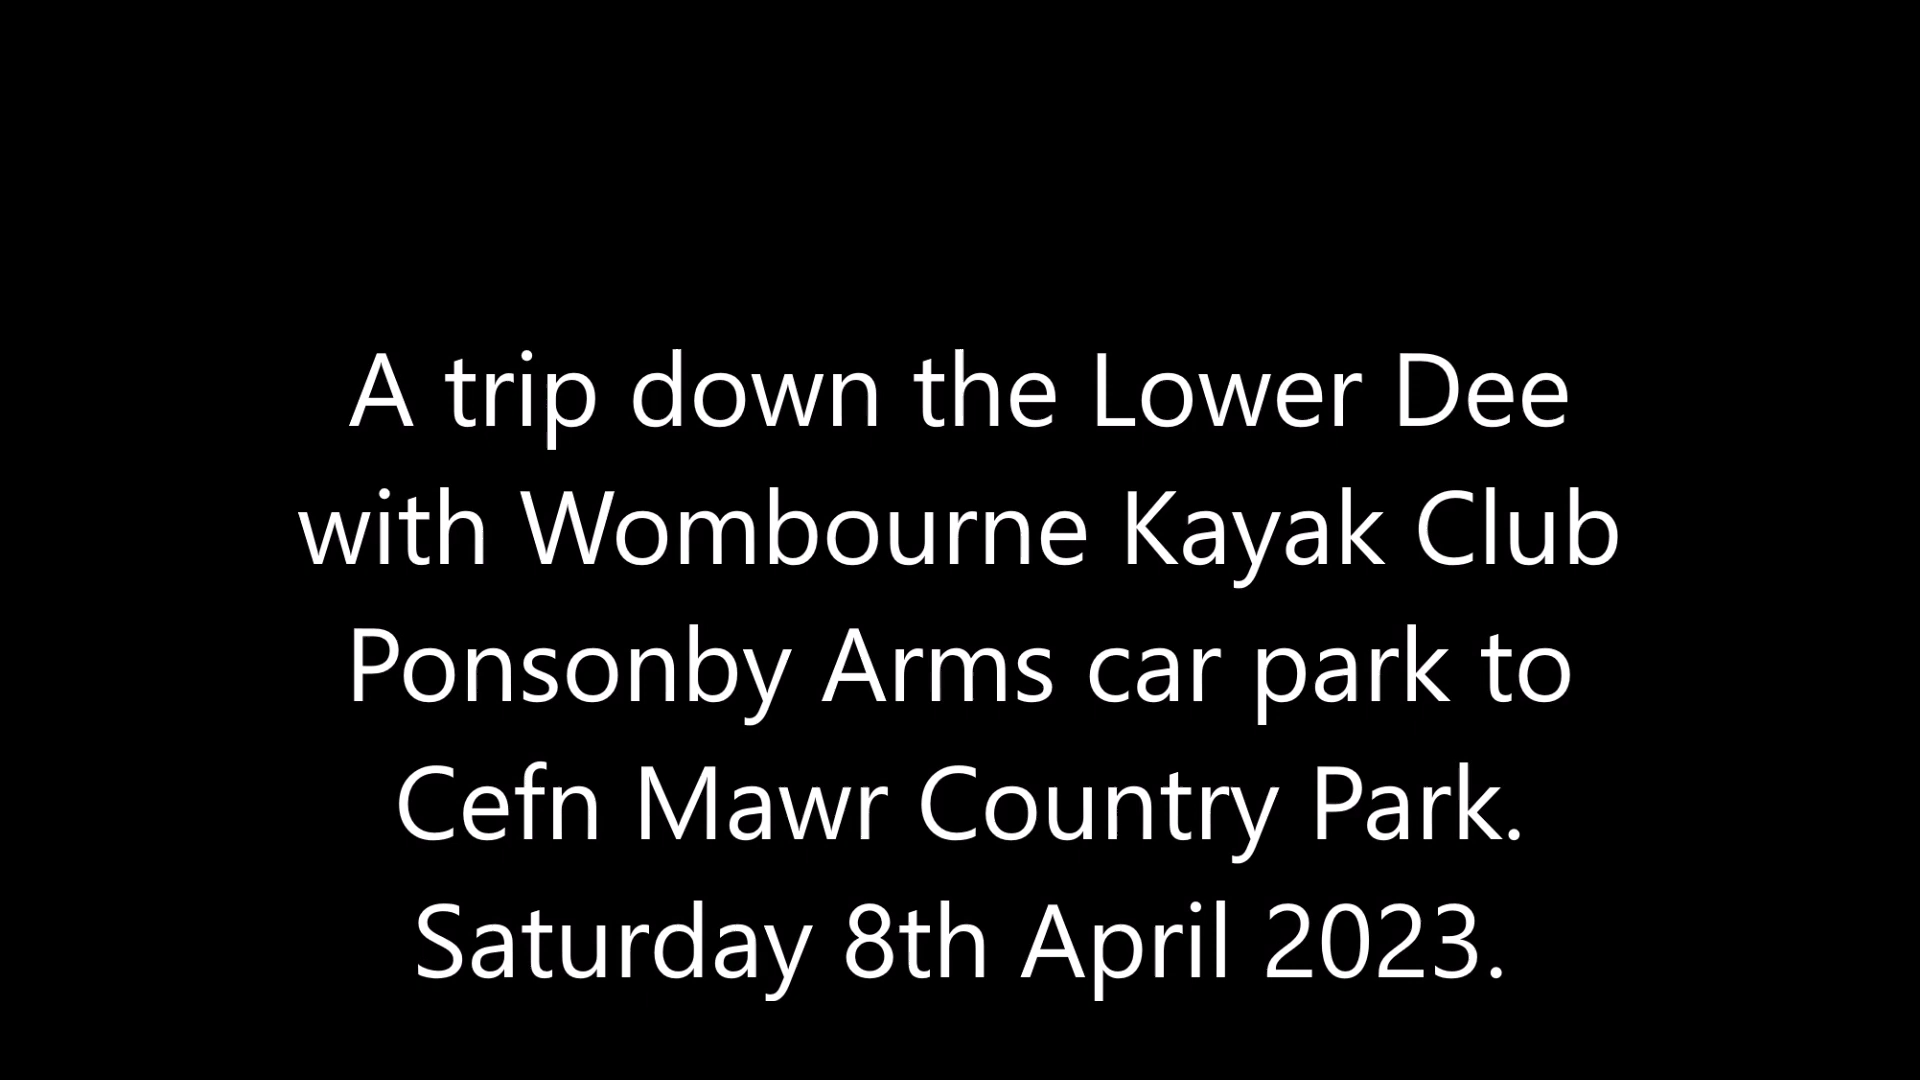 A trip down the Lower Dee
with Wombourne Kayak Club
Ponsonby Arms car park to
Cefn Mawr Country Park.
Saturday 8th April 2023.